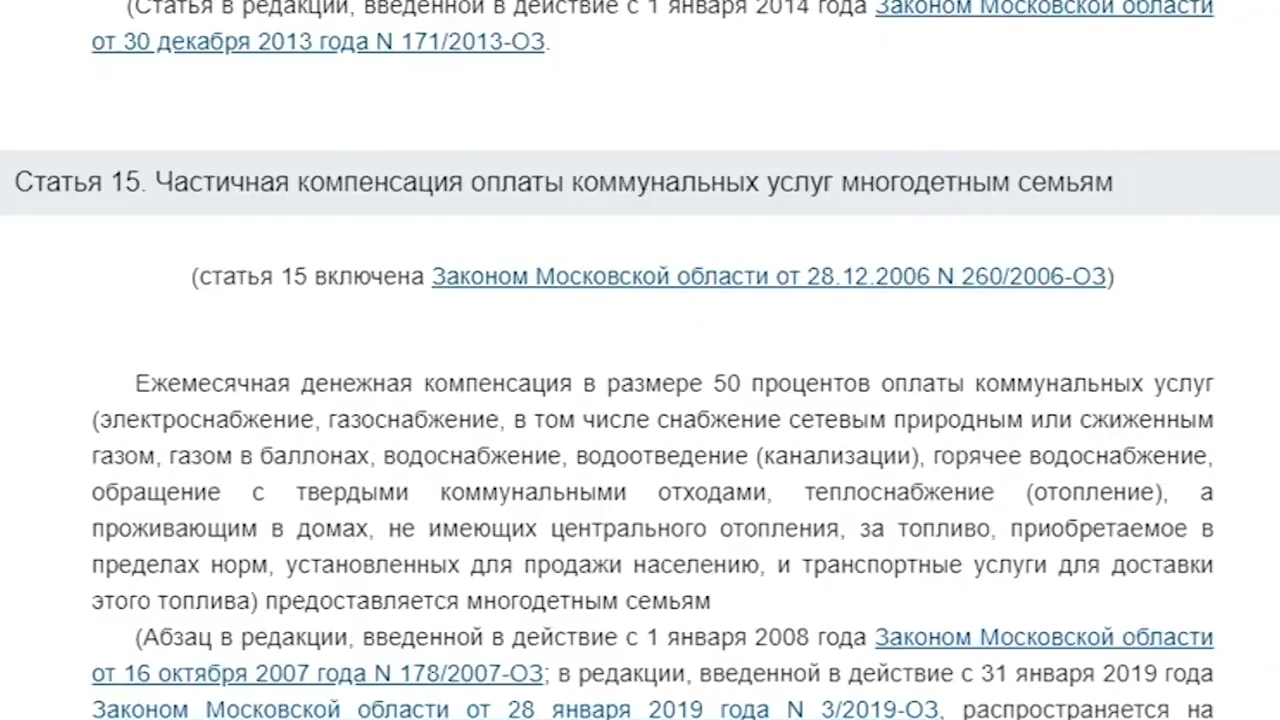 (Статья в редакции, введенной в действие с 1 января 2014 года Законом Московской области
от 30 декабря 2013 года N 171/2013-ОЗ.
Статья 15. Частичная компенсация оплаты коммунальных услуг многодетным семьям
(статья 15 включена Законом Московской области от 28.12.2006 N 260/2006-ОЗ)
Ежемесячная денежная компенсация в размере 50 процентов оплаты коммунальных услуг
(электроснабжение, газоснабжение, в том числе снабжение сетевым природным или сжиженным
газом, газом в баллонах, водоснабжение, водоотведение (канализации), горячее водоснабжение,
обращение с твердыми коммунальными отходами, теплоснабжение (отопление), а
проживающим в домах, не имеющих центрального отопления, за топливо, приобретаемое в
пределах норм, установленных для продажи населению, и транспортные услуги для доставки
этого топлива) предоставляется многодетным семьям
(Абзац в редакции, введенной в действие с 1 января 2008 года Законом Московской области
от 16 октября 2007 года N 178/2007-ОЗ; в редакции, введенной в действие с 31 января 2019 года
Законом Московской области от 28 января 2019 года N 3/2019-ОЗ, распространяется на